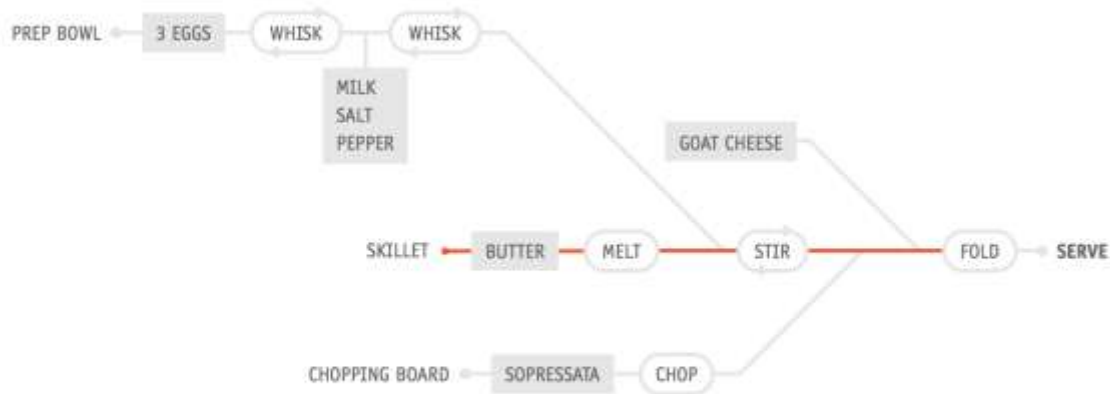 PREP BOWL
3 EGGS
WHISK
WHISK
MILK
SALT
PEPPER
GOAT CHEESE
SKILLET
BUTTER
MELT
STIR
FOLD
SERVE
CHOPPING BOARD
SOPRESSATA
CHOP